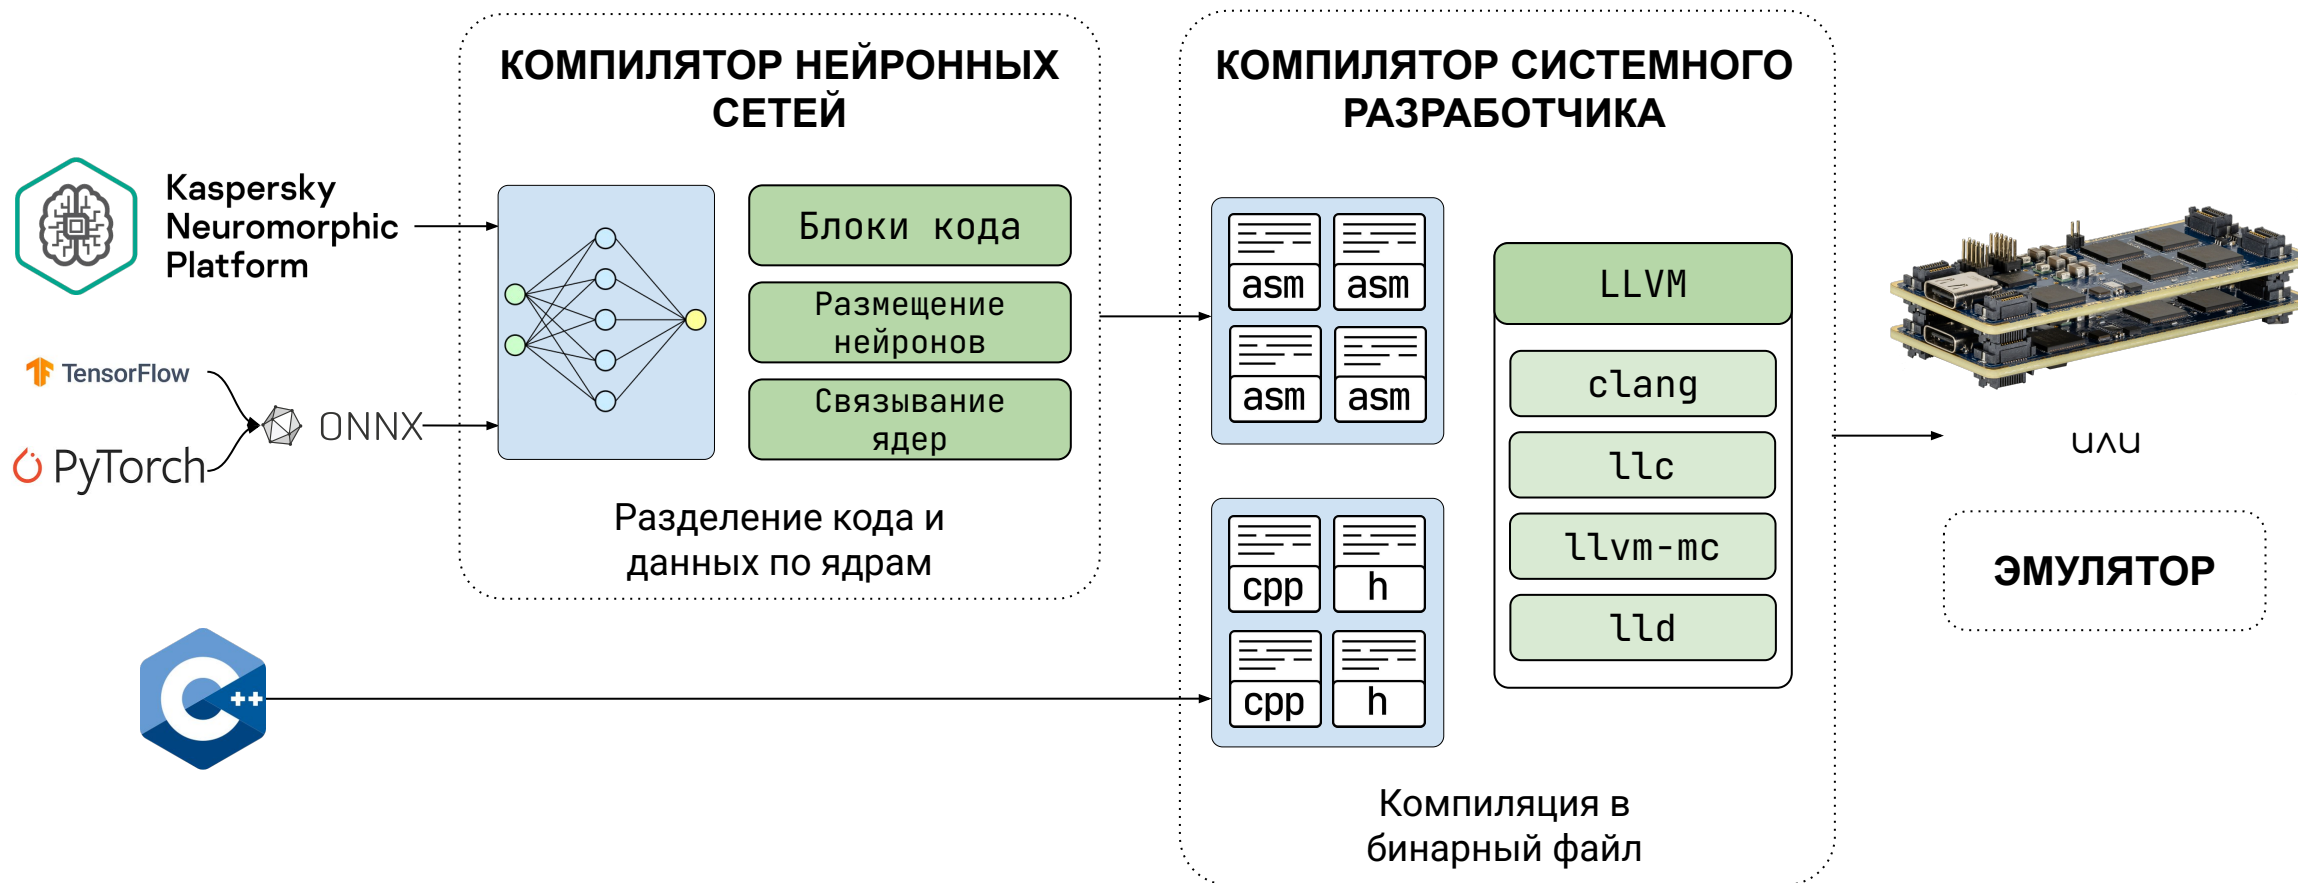 КОМПИЛЯТОР НЕЙРОННЫХ
СЕТЕЙ
Kaspersky
Neuromorphic
Platform
TensorFlow
PyTorch
ONNX
Блоки кода
Размещение
нейронов
Связывание
ядер
Разделение кода и
данных по ядрам
C++
КОМПИЛЯТОР СИСТЕМНОГО
РАЗРАБОТЧИКА
asm
asm
asm
asm
cpp
h
cpp
h
LLVM
clang
llc
llvm-mc
lld
Компиляция в
бинарный файл
или
ЭМУЛЯТОР